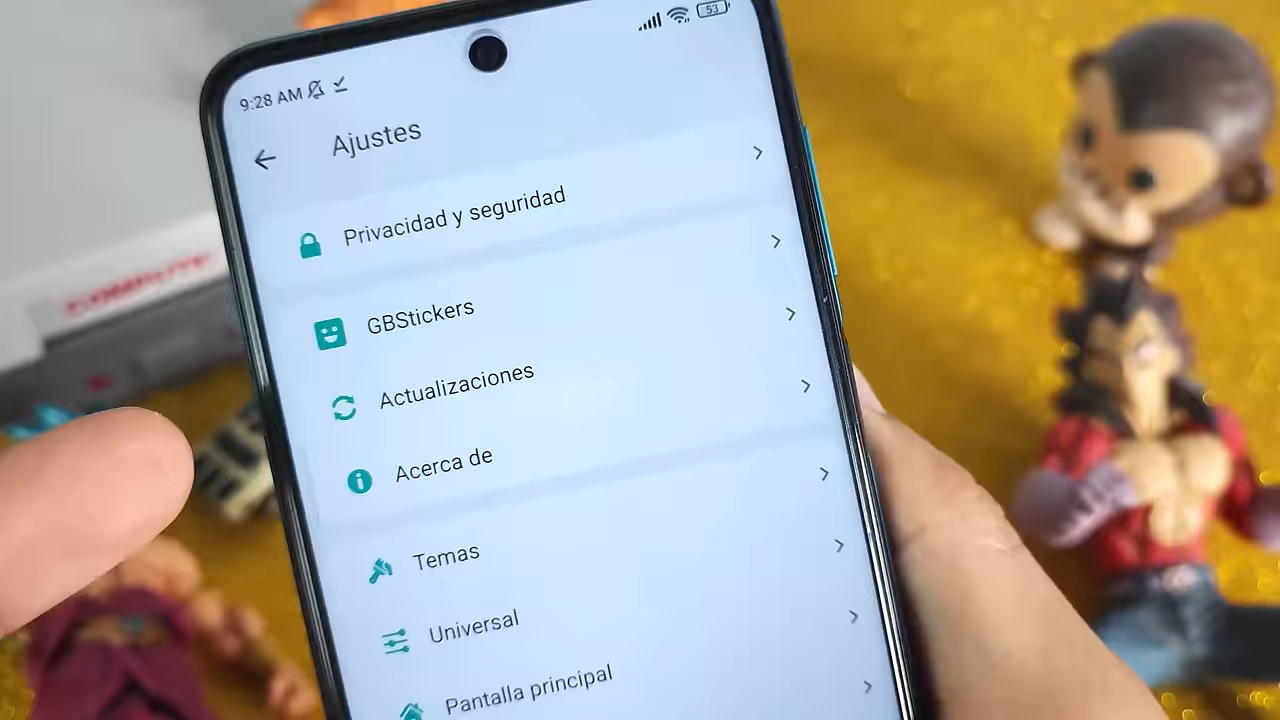 53
9:28 AM
Ajustes
Privacidad y seguridad
GBStickers
Actualizaciones
Acerca de
Temas
Universal
Pantalla principal